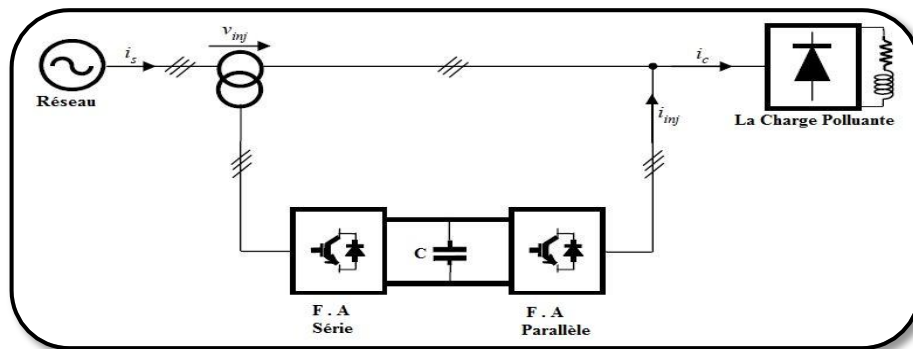 v_inj
i_s
i_c
Réseau
La Charge Polluante
i_inj
C
F . A
Série
F . A
Parallèle